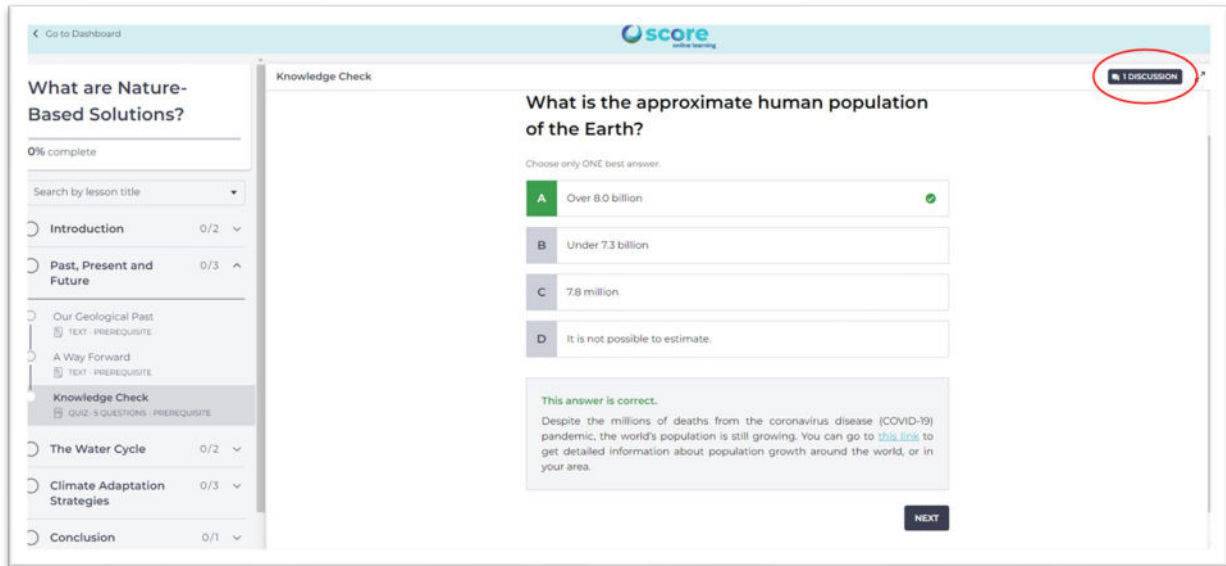 Go to Dashboard
score
online learning
What are Nature-
Based Solutions?
0% complete
Search by lesson title
Introduction 0/2
Past, Present and 0/3
Future
Our Geological Past
TEXT · PREREQUISITE
A Way Forward
TEXT · PREREQUISITE
Knowledge Check
QUIZ · 5 QUESTIONS · PREREQUISITE
The Water Cycle 0/2
Climate Adaptation 0/3
Strategies
Conclusion 0/1
Knowledge Check
1 DISCUSSION
What is the approximate human population
of the Earth?
Choose only ONE best answer.
A Over 8.0 billion
B Under 7.3 billion
C 7.8 million
D It is not possible to estimate.
This answer is correct.
Despite the millions of deaths from the coronavirus disease (COVID-19)
pandemic, the world's population is still growing. You can go to this link to
get detailed information about population growth around the world, or in
your area.
NEXT